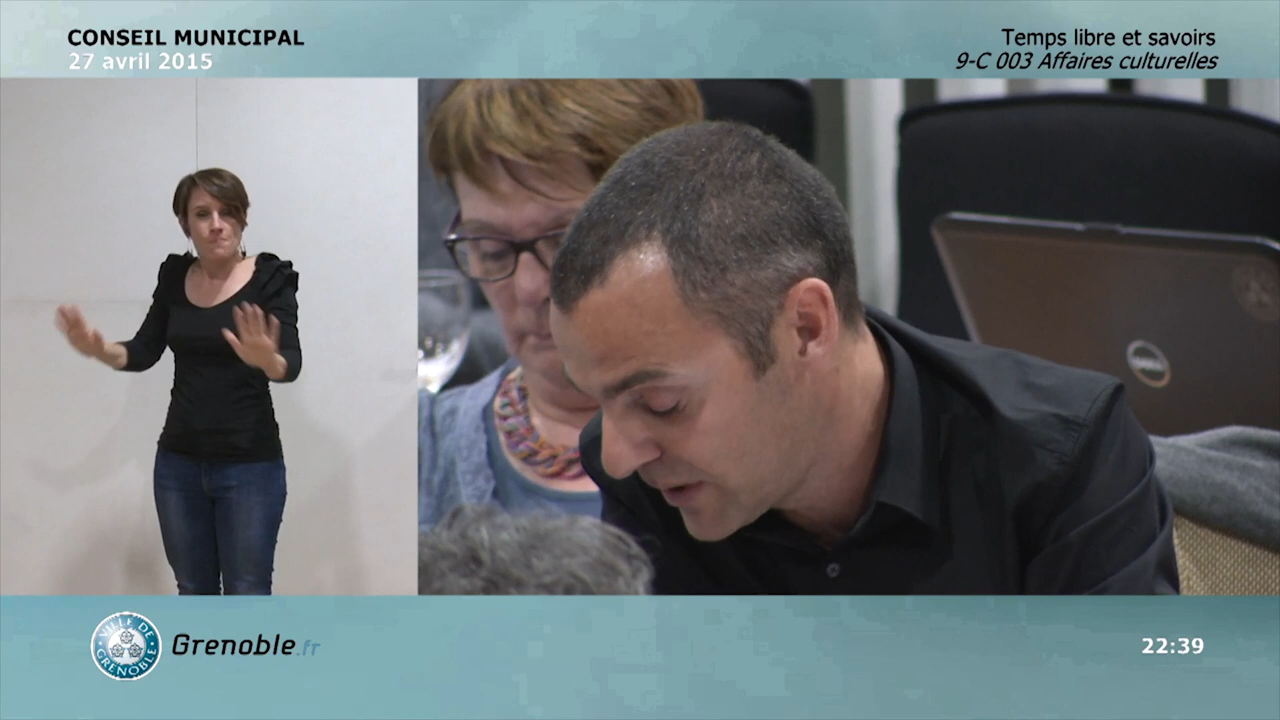 CONSEIL MUNICIPAL
27 avril 2015
Temps libre et savoirs
9-C 003 Affaires culturelles
VILLE DE GRENOBLE
Grenoble.fr
22:39